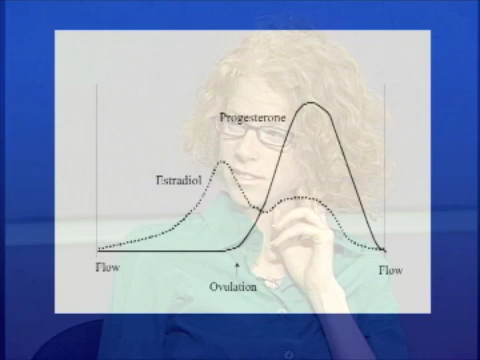 Progesterone
Estradiol
Flow
Flow
Ovulation